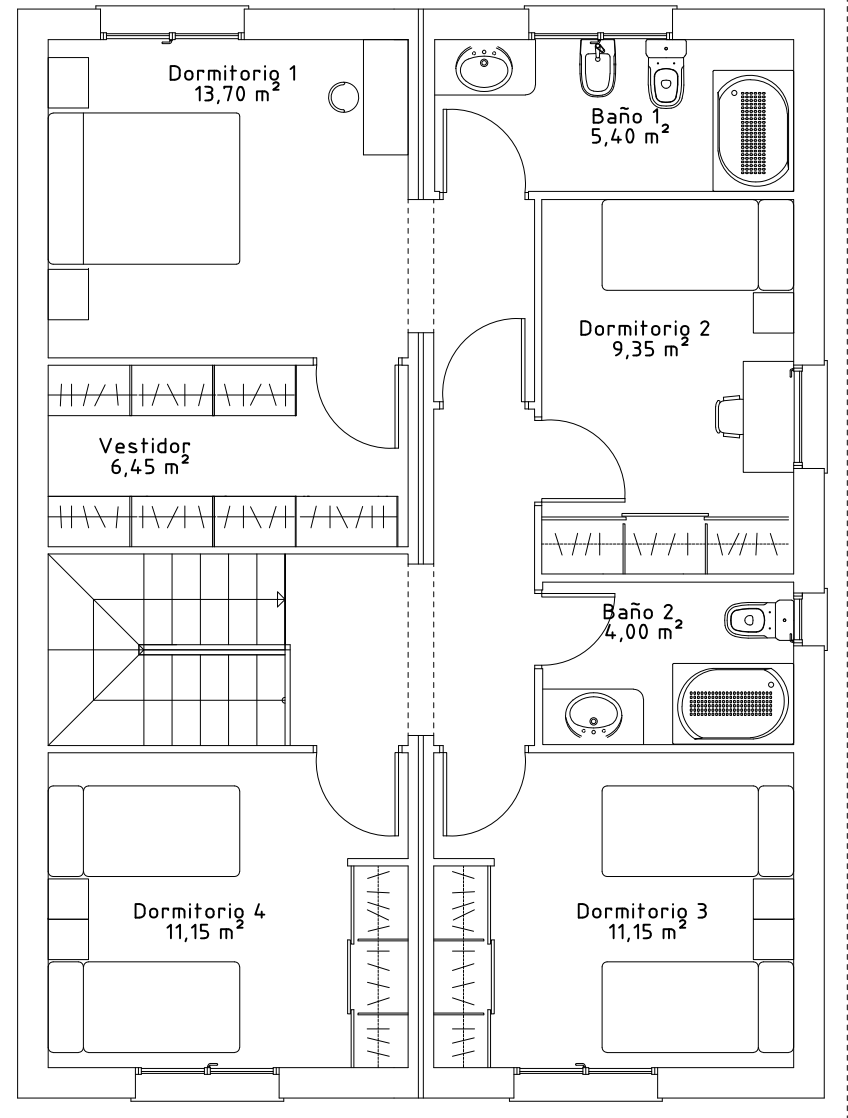 Dormitorio 1
13,70 m²
Baño 1
5,40 m²
Dormitorio 2
9,35 m²
Vestidor
6,45 m²
Baño 2
4,00 m²
Dormitorio 4
11,15 m²
Dormitorio 3
11,15 m²